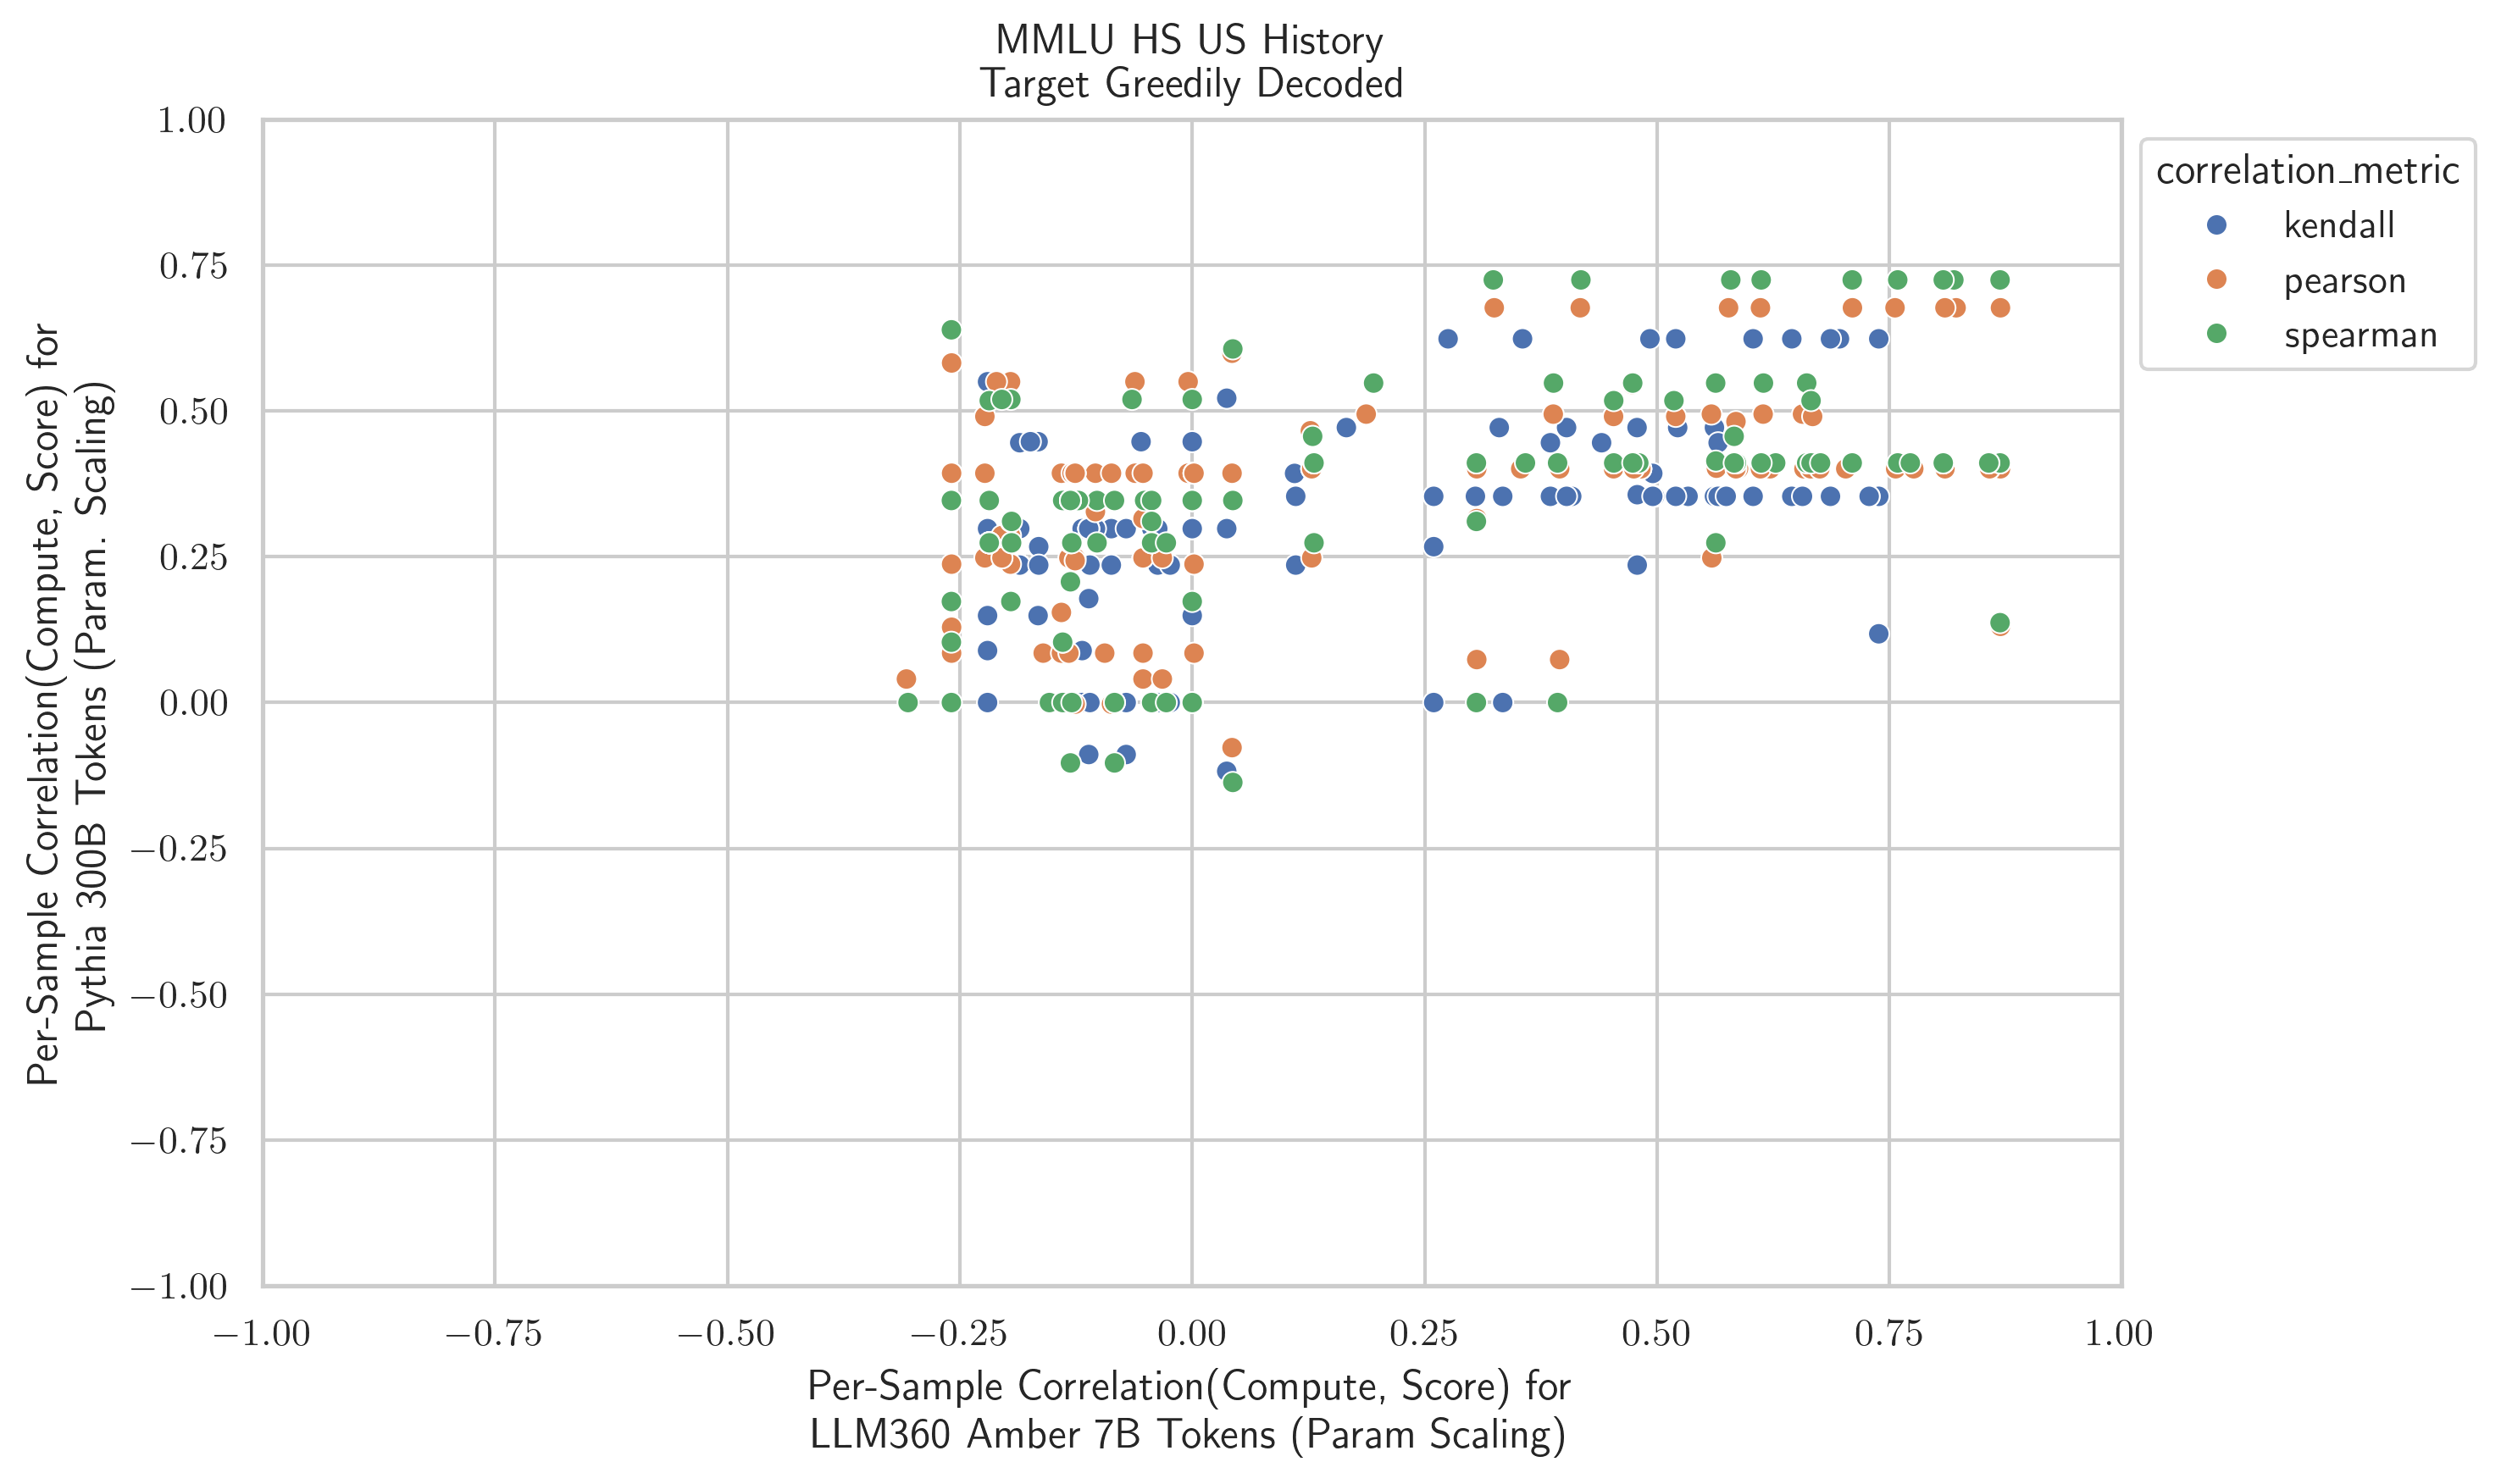 MMLU HS US History
Target Greedily Decoded
1.00
0.75
0.50
0.25
0.00
−0.25
−0.50
−0.75
−1.00
Per-Sample Correlation(Compute, Score) for
Pythia 300B Tokens (Param. Scaling)
−1.00
−0.75
−0.50
−0.25
0.00
0.25
0.50
0.75
1.00
Per-Sample Correlation(Compute, Score) for
LLM360 Amber 7B Tokens (Param Scaling)
correlation_metric
kendall
pearson
spearman